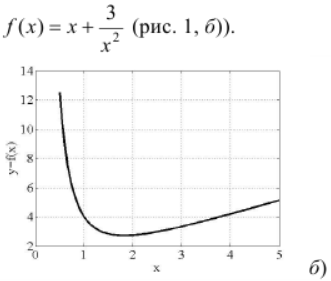 f(x) = x + 3/x² (рис. 1, б)).
14
12
10
8
6
4
2
y=f(x)
0 1 2 3 4 5
x
б)